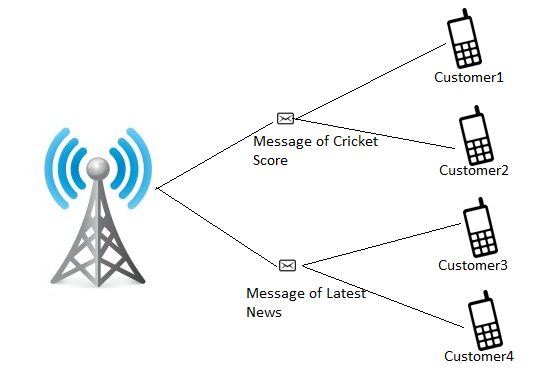 Customer1
Message of Cricket
Score
Customer2
Customer3
Message of Latest
News
Customer4